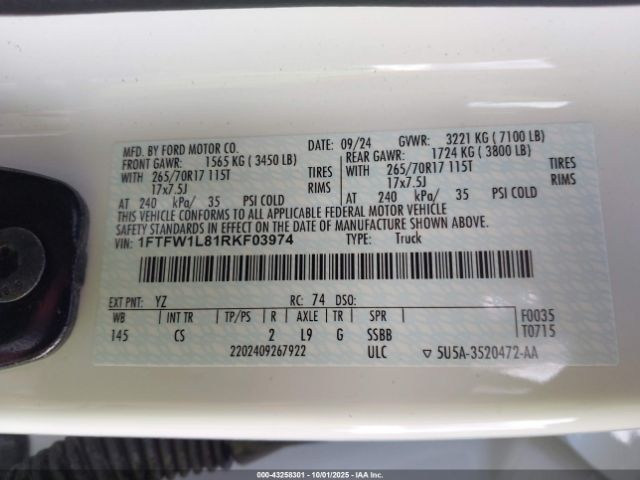 MFD. BY FORD MOTOR CO. DATE: 09/24 GVWR: 3221 KG ( 7100 LB)
FRONT GAWR: 1565 KG ( 3450 LB) REAR GAWR: 1724 KG ( 3800 LB)
WITH 265/70R17 115T TIRES WITH 265/70R17 115T TIRES
17x7.5J RIMS 17x7.5J RIMS
AT 240 kPa/ 35 PSI COLD AT 240 kPa/ 35 PSI COLD
THIS VEHICLE CONFORMS TO ALL APPLICABLE FEDERAL MOTOR VEHICLE
SAFETY STANDARDS IN EFFECT ON THE DATE OF MANUFACTURE SHOWN ABOVE.
VIN: 1FTFW1L81RKF03974 TYPE: Truck
EXT PNT: YZ RC: 74 DSO:
WB INT TR TP/PS R AXLE TR SPR F0035
145 CS 2 L9 G SSBB T0715
2202409267922 ULC 5U5A-3520472-AA
000-43258301 - 10/01/2025 - IAA, Inc.